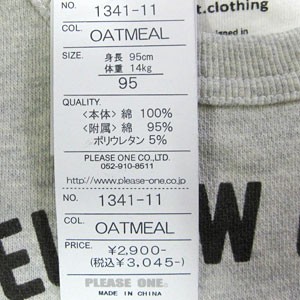 NO. 1341-11
COL. OATMEAL
SIZE. 身長 95cm
体重 14kg
95
QUALITY.
〈本体〉綿 100%
〈附属〉綿 95%
ポリウレタン 5%
PLEASE ONE CO.,LTD.
052-910-8511
http://www.please-one.co.jp
NO. 1341-11
COL. OATMEAL
PRICE. ¥2,900-
(税込¥3,045-)
PLEASE ONE.
MADE IN CHINA
t.clothing